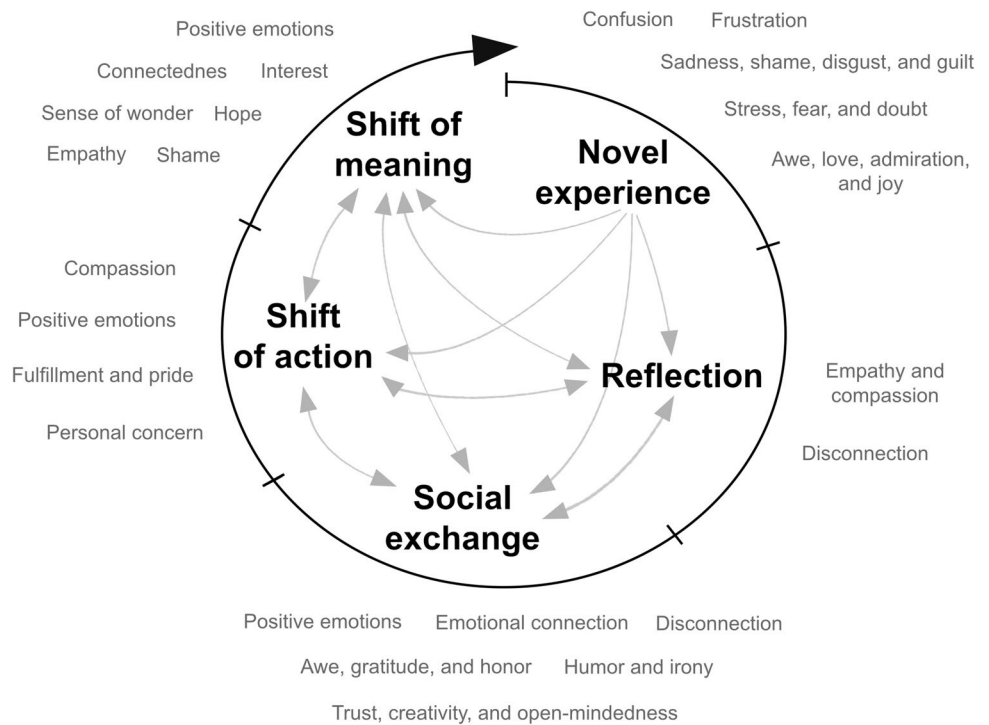 Positive emotions
Connectednes
Interest
Sense of wonder
Hope
Empathy
Shame
Confusion
Frustration
Sadness, shame, disgust, and guilt
Stress, fear, and doubt
Awe, love, admiration,
and joy
Shift of
meaning
Novel
experience
Compassion
Positive emotions
Fulfillment and pride
Personal concern
Shift
of action
Reflection
Empathy and
compassion
Disconnection
Social
exchange
Positive emotions
Emotional connection
Disconnection
Awe, gratitude, and honor
Humor and irony
Trust, creativity, and open-mindedness